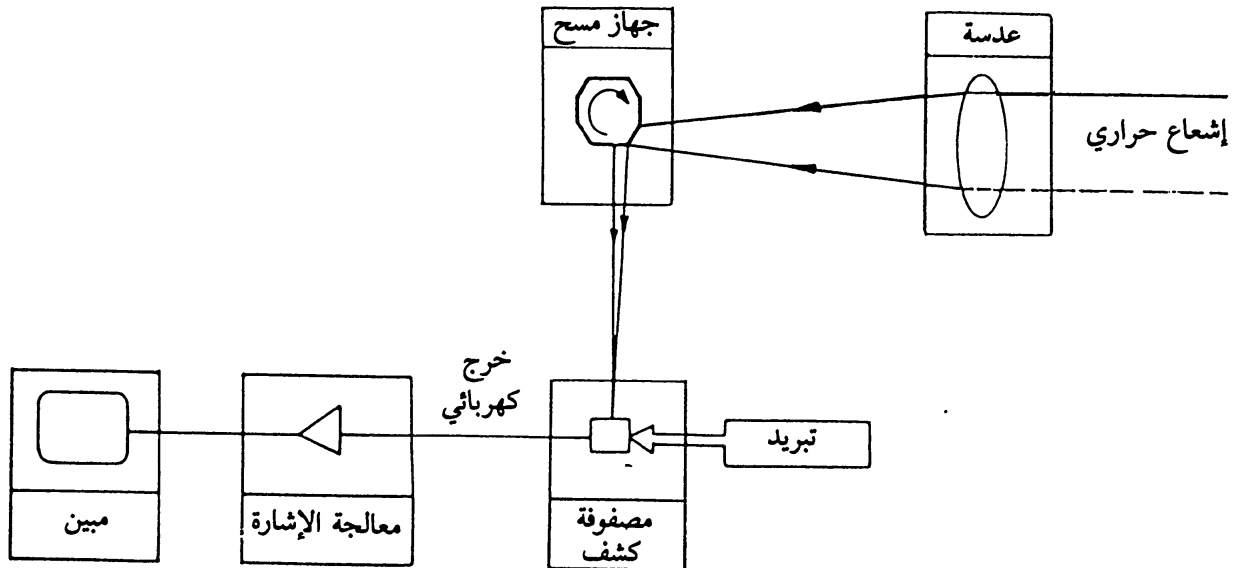 عدسة
جهاز مسح
إشعاع حراري
خرج
كهربائي
تبريد
مصفوفة
كشف
معالجة الإشارة
مبين